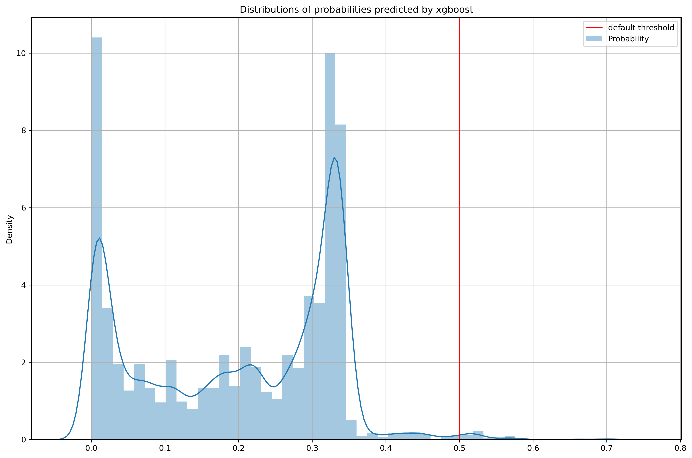 Distributions of probabilities predicted by xgboost
default threshold
Probability
10
8
6
4
2
0
Density
0.0 0.1 0.2 0.3 0.4 0.5 0.6 0.7 0.8